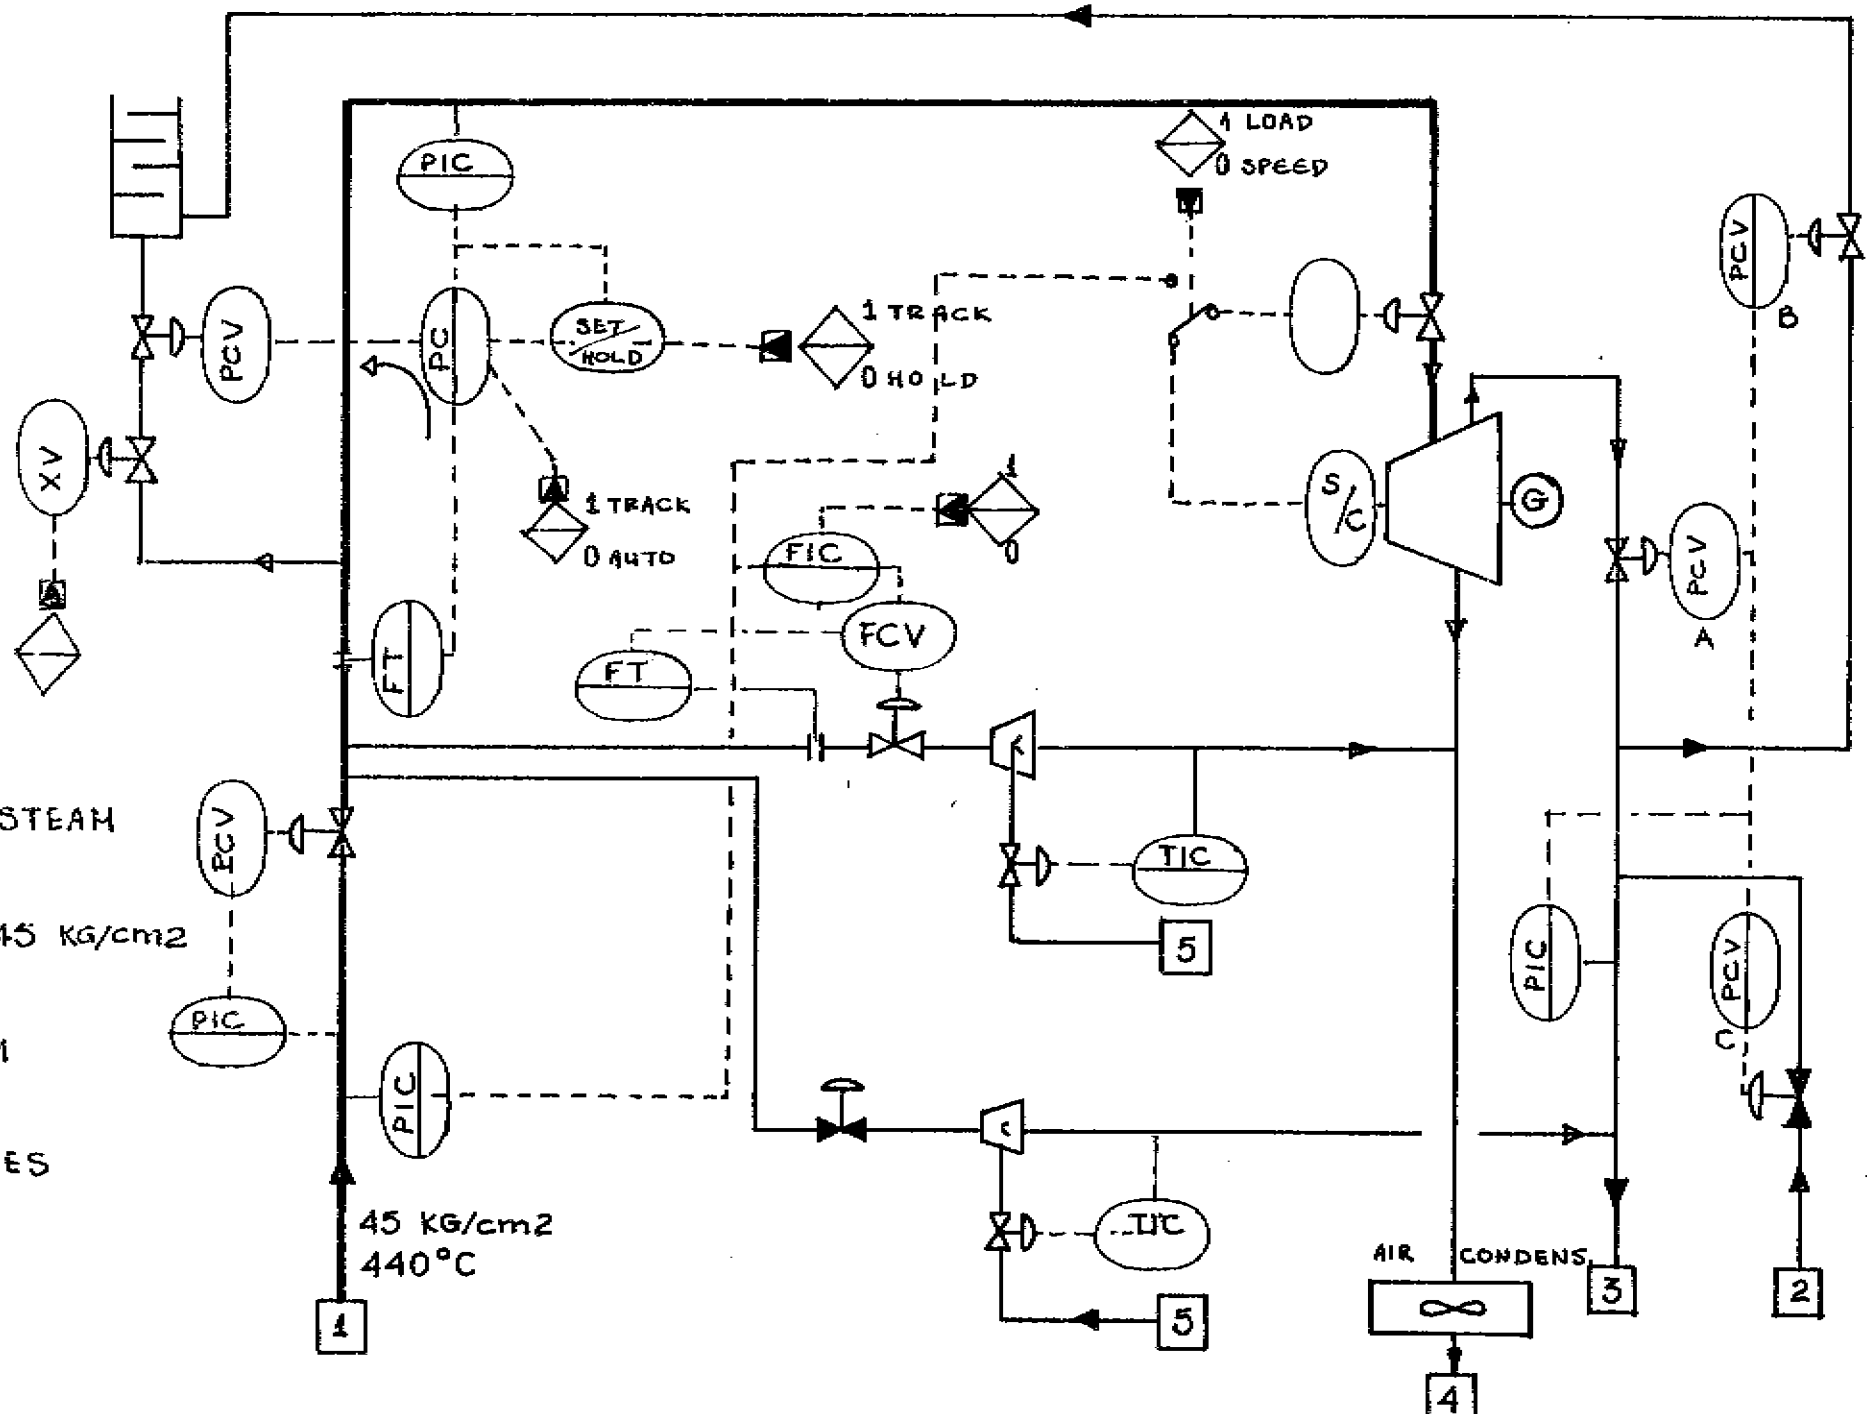 1 LOAD
0 SPEED
PIC
PCV
B
SET/HOLD
1 TRACK
0 HOLD
PCV
PC
XV
S/C
G
1 TRACK
0 AUTO
1
0
FIC
PCV
A
FT
FCV
FT
STEAM
PCV
TIC
45 KG/cm2
5
PIC
PCV
C
PIC
PIC
ES
45 KG/cm2
440°C
TIC
AIR CONDENS.
1
5
3
2
4